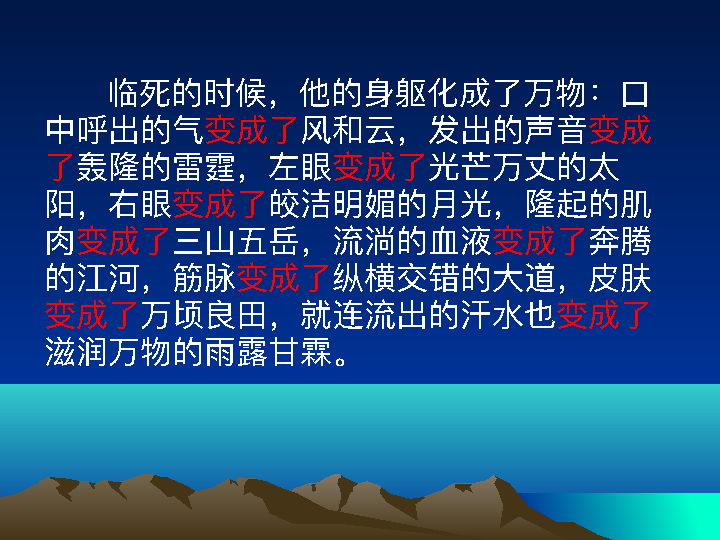 临死的时候，他的身躯化成了万物：口
中呼出的气变成了风和云，发出的声音变成
了轰隆的雷霆，左眼变成了光芒万丈的太
阳，右眼变成了皎洁明媚的月光，隆起的肌
肉变成了三山五岳，流淌的血液变成了奔腾
的江河，筋脉变成了纵横交错的大道，皮肤
变成了万顷良田，就连流出的汗水也变成了
滋润万物的雨露甘霖。